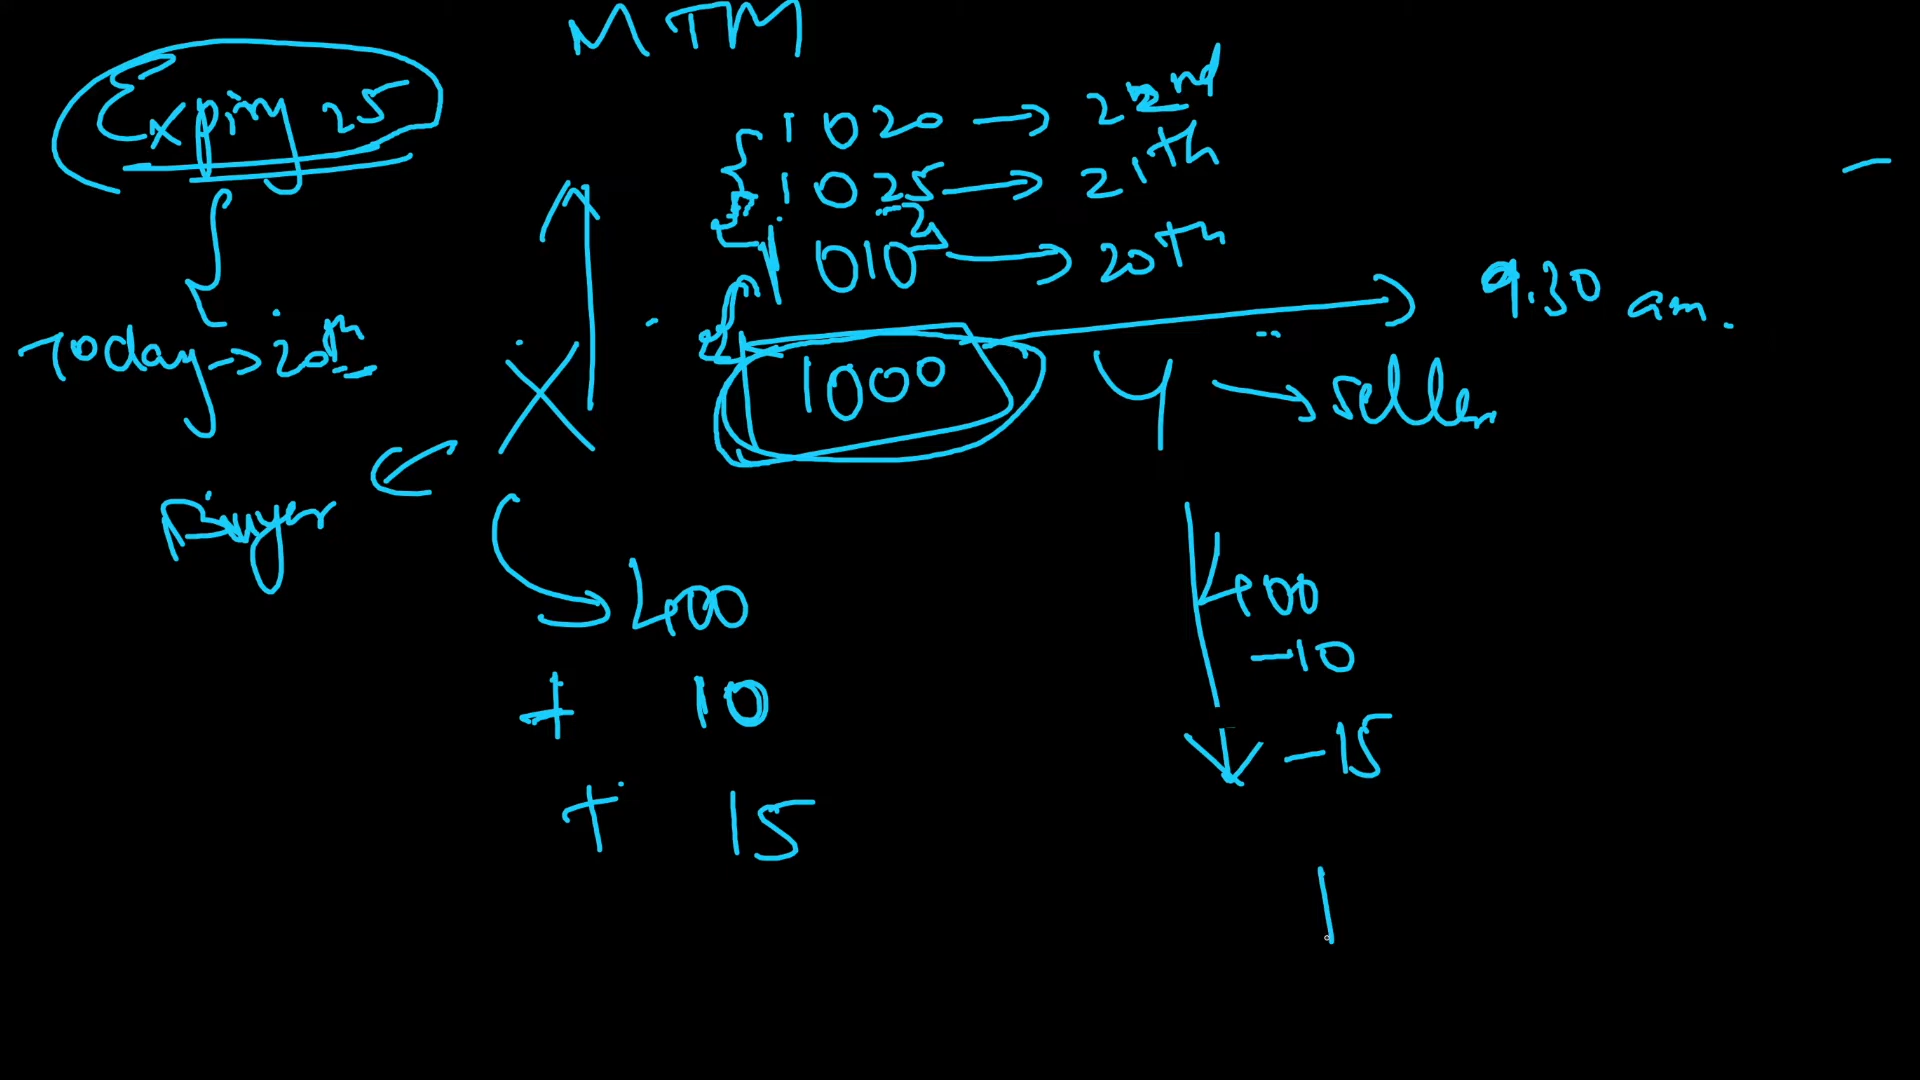 MTM
Expiry 25
1020 → 22nd
1025 → 21th
1010 → 20th
9.30 am.
Today → 20th
X 1000 Y → seller
Buyer
400 400
-10
+ 10
-15
+ 15